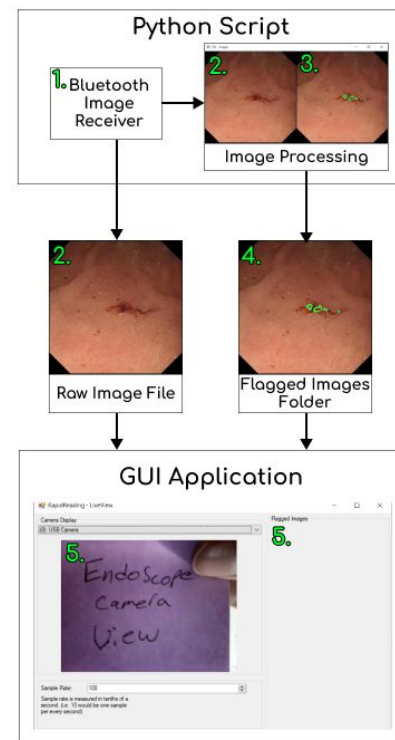 Python Script
1. Bluetooth
Image
Receiver
2.
3.
Image Processing
2.
Raw Image File
4.
Flagged Images
Folder
GUI Application
RapidReading - LiveView
Camera Display
USB Camera
Flagged Images
5.
Endoscope
camera
View
5.
Sample Rate:
100
Sample rate is measured in tenths of a
second. (i.e. 10 would be one sample
per every second)